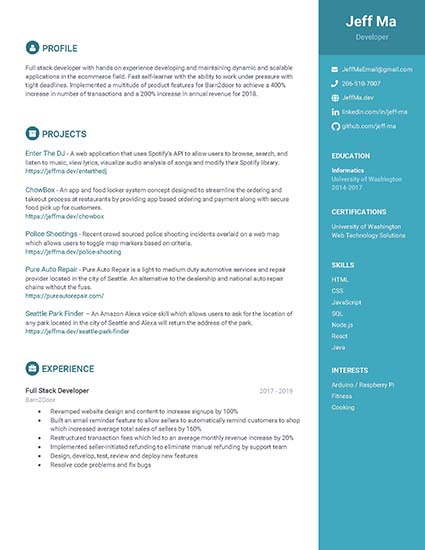 Jeff Ma
Developer
JeffMaEmail@gmail.com
206-510-7007
JeffMa.dev
linkedin.com/in/jeff-ma
github.com/jeff-ma
EDUCATION
Informatics
University of Washington
2014-2017
CERTIFICATIONS
University of Washington
Web Technology Solutions
SKILLS
HTML
CSS
JavaScript
SQL
Node.js
React
Java
INTERESTS
Arduino / Raspberry Pi
Fitness
Cooking
PROFILE
Full stack developer with hands on experience developing and maintaining dynamic and scalable
applications in the ecommerce field. Fast self-learner with the ability to work under pressure with
tight deadlines. Implemented a multitude of product features for Barn2door to achieve a 400%
increase in number of transactions and a 200% increase in annual revenue for 2018.
PROJECTS
Enter The DJ - A web application that uses Spotify's API to allow users to browse, search, and
listen to music, view lyrics, visualize audio analysis of songs and modify their Spotify library.
https://jeffma.dev/enterthedj
ChowBox - An app and food locker system concept designed to streamline the ordering and
takeout process at restaurants by providing app based ordering and payment along with secure
food pick up for customers.
https://jeffma.dev/chowbox
Police Shootings - Recent crowd sourced police shooting incidents overlaid on a web map
which allows users to toggle map markers based on criteria.
https://jeffma.dev/police-shooting
Pure Auto Repair - Pure Auto Repair is a light to medium duty automotive services and repair
provider located in the city of Seattle. An alternative to the dealership and national auto repair
chains without the fuss.
https://pureautorepair.com/
Seattle Park Finder – An Amazon Alexa voice skill which allows users to ask for the location of
any park located in the city of Seattle and Alexa will return the address of the park.
https://jeffma.dev/seattle-park-finder
EXPERIENCE
Full Stack Developer 2017 - 2019
Barn2Door
• Revamped website design and content to increase signups by 100%
• Built an email reminder feature to allow sellers to automatically remind customers to shop
which increased average total sales of sellers by 160%
• Restructured transaction fees which led to an average monthly revenue increase by 20%
• Implemented seller-initiated refunding to eliminate manual refunding by support team
• Design, develop, test, review and deploy new features
• Resolve code problems and fix bugs